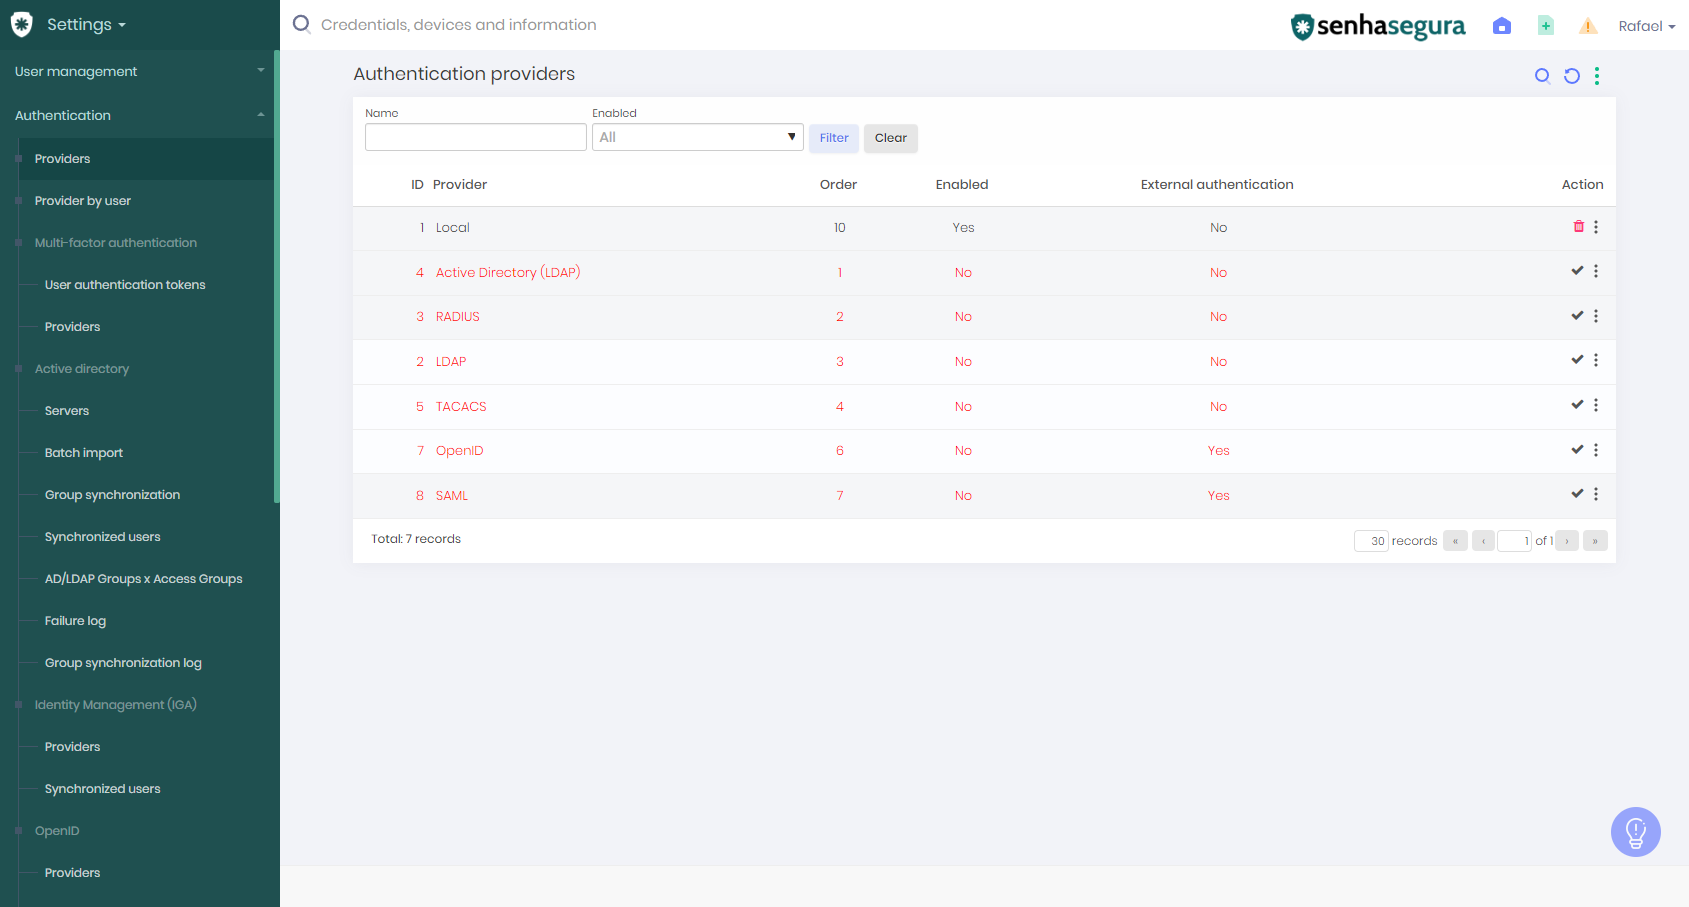 Settings
Credentials, devices and information
senhasegura
Rafael
User management
Authentication
Providers
Provider by user
Multi-factor authentication
User authentication tokens
Providers
Active directory
Servers
Batch import
Group synchronization
Synchronized users
AD/LDAP Groups x Access Groups
Failure log
Group synchronization log
Identity Management (IGA)
Providers
Synchronized users
OpenID
Providers
Authentication providers
Name Enabled
All Filter Clear
ID Provider Order Enabled External authentication Action
1 Local 10 Yes No
4 Active Directory (LDAP) 1 No No
3 RADIUS 2 No No
2 LDAP 3 No No
5 TACACS 4 No No
7 OpenID 6 No Yes
8 SAML 7 No Yes
Total: 7 records 30 records « ‹ 1 of 1 › »